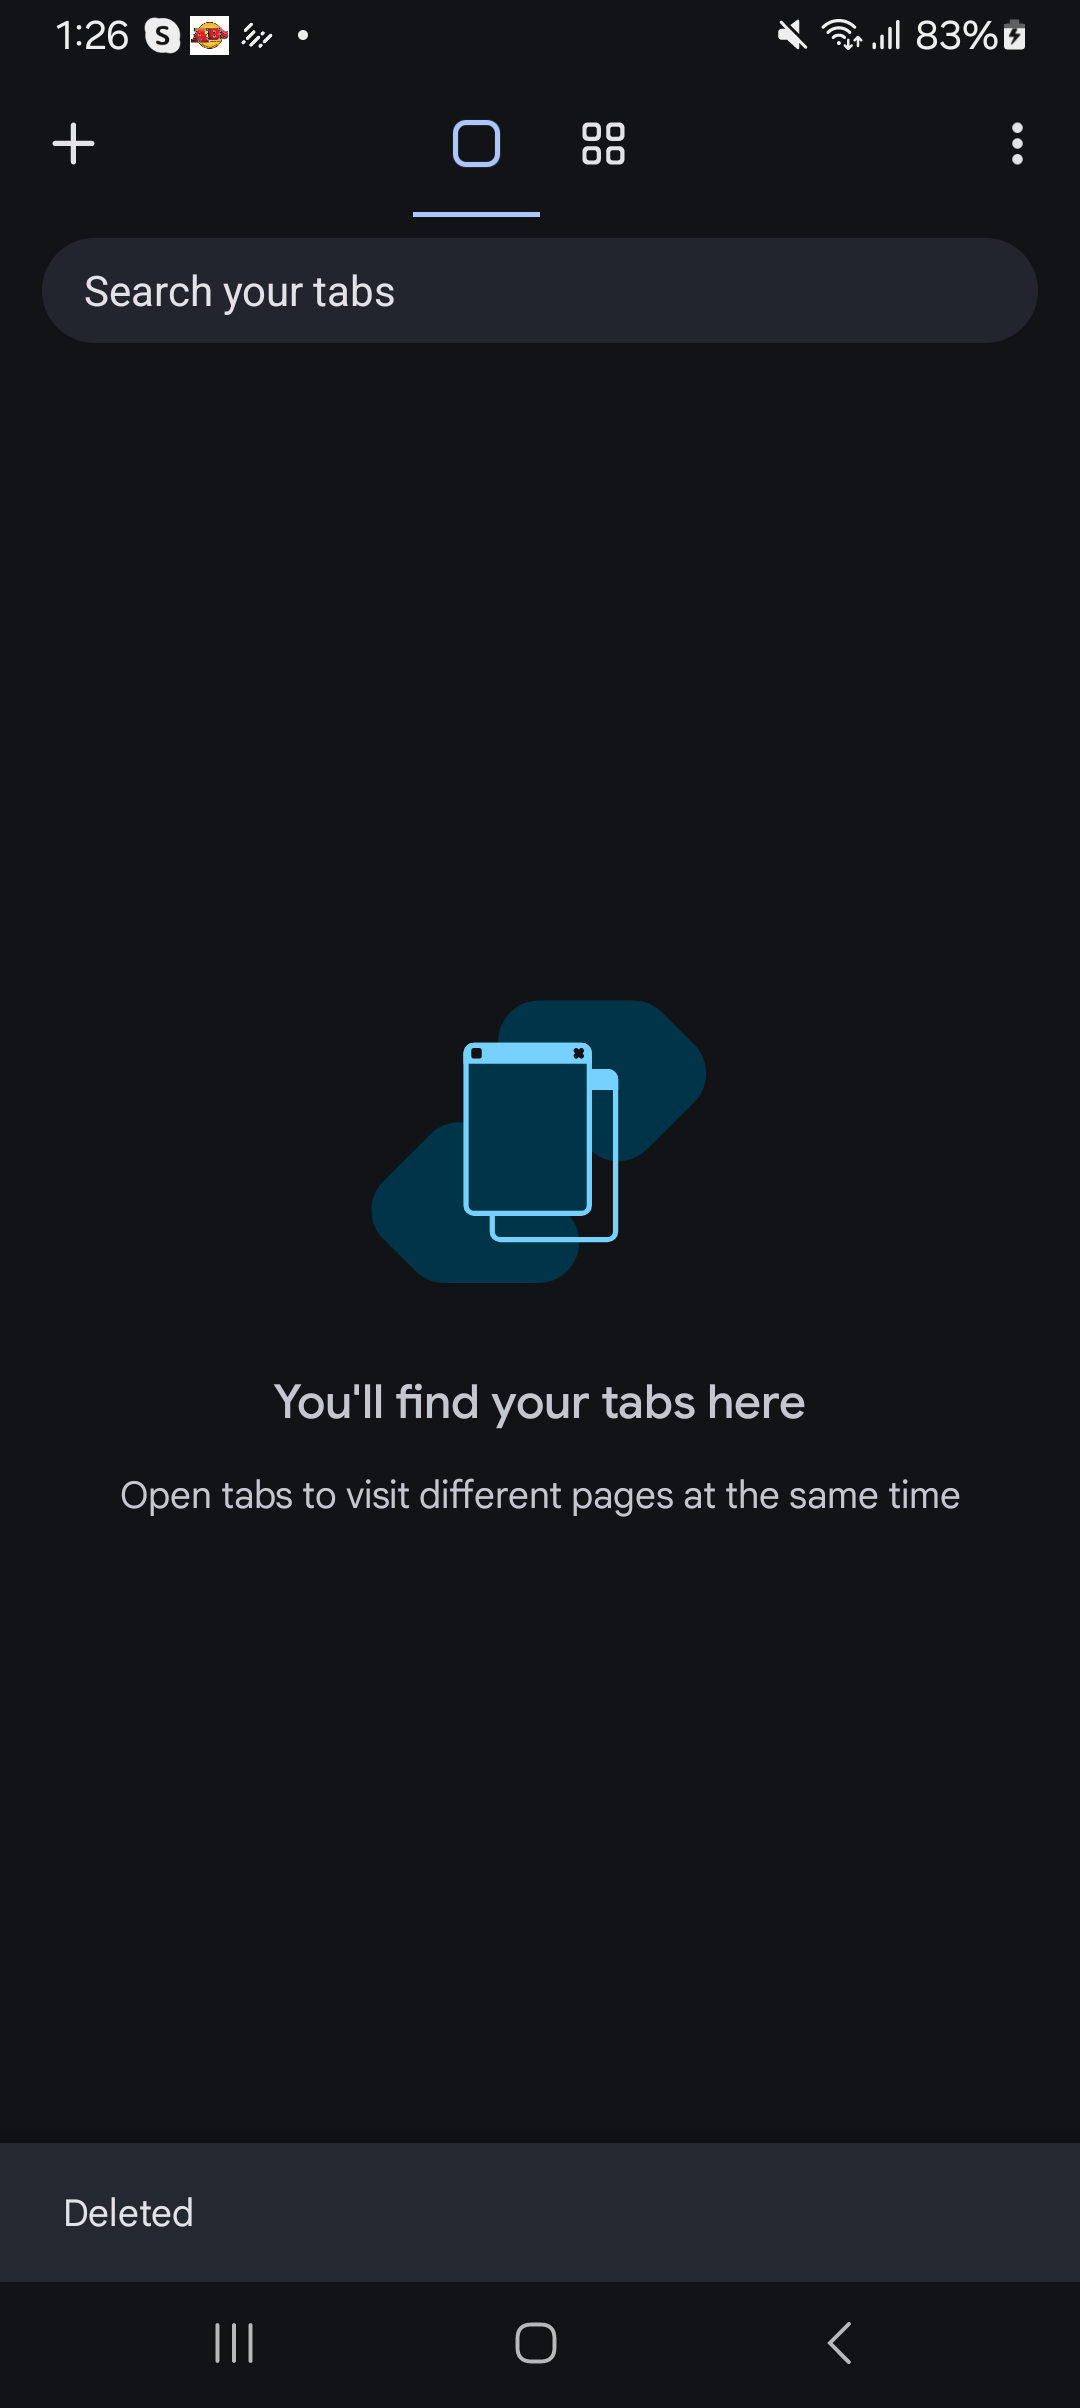 1:26 S AB's 83%
Search your tabs
You'll find your tabs here
Open tabs to visit different pages at the same time
Deleted